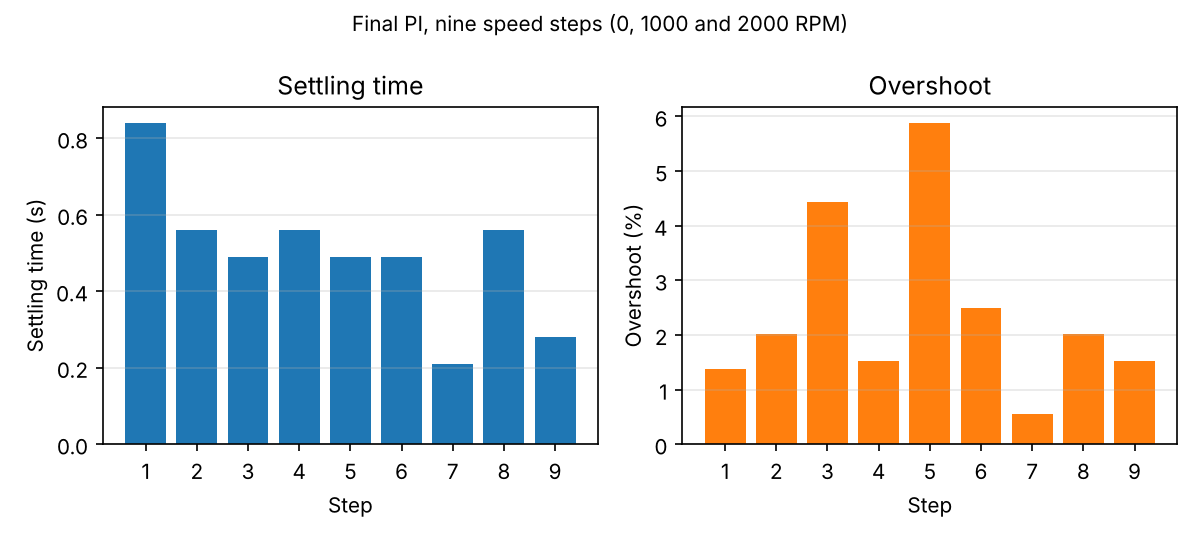 Final PI, nine speed steps (0, 1000 and 2000 RPM)
Settling time
Settling time (s)
0.8
0.6
0.4
0.2
0.0
1 2 3 4 5 6 7 8 9
Step
Overshoot
Overshoot (%)
6
5
4
3
2
1
0
1 2 3 4 5 6 7 8 9
Step